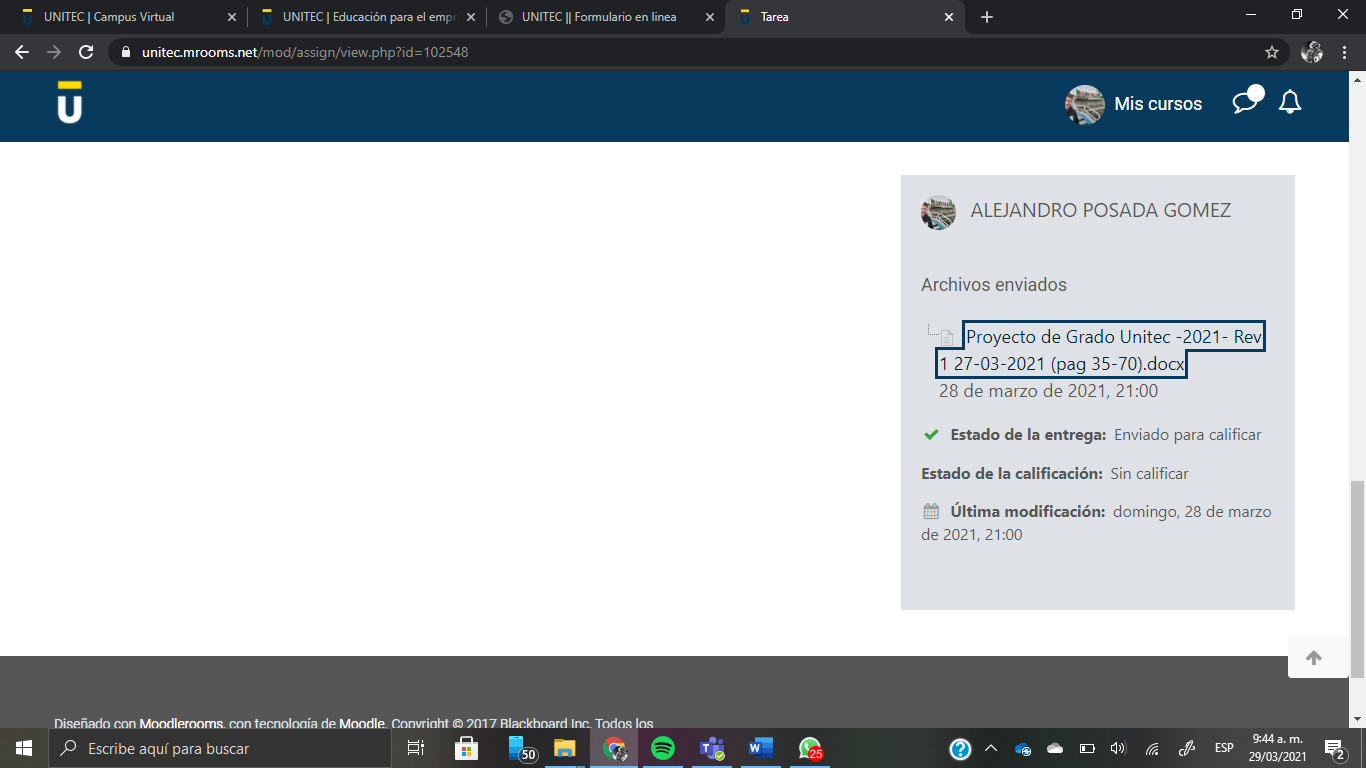 UNITEC | Campus Virtual
UNITEC | Educación para el empr
UNITEC || Formulario en linea
Tarea
unitec.mrooms.net/mod/assign/view.php?id=102548
U
Mis cursos
ALEJANDRO POSADA GOMEZ
Archivos enviados
Proyecto de Grado Unitec -2021- Rev
1 27-03-2021 (pag 35-70).docx
28 de marzo de 2021, 21:00
Estado de la entrega: Enviado para calificar
Estado de la calificación: Sin calificar
Última modificación: domingo, 28 de marzo
de 2021, 21:00
Diseñado con Moodlerooms, con tecnología de Moodle. Copyright © 2017 Blackboard Inc. Todos los
Escribe aquí para buscar
50
25
ESP
9:44 a. m.
29/03/2021
2